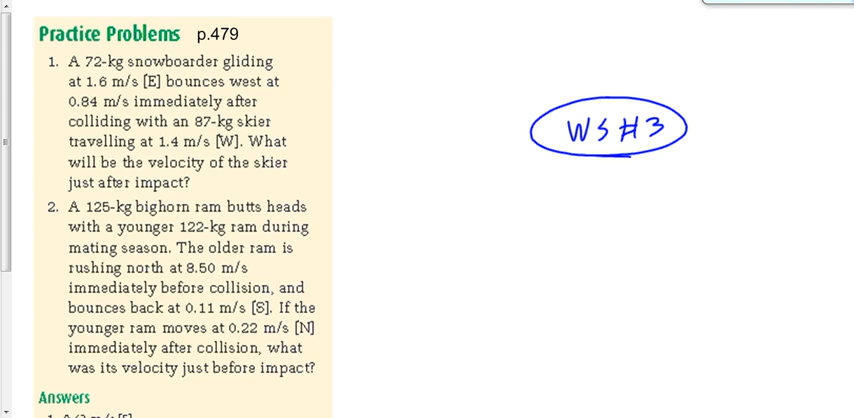 Practice Problems p.479
1. A 72-kg snowboarder gliding
at 1.6 m/s [E] bounces west at
0.84 m/s immediately after
colliding with an 87-kg skier
travelling at 1.4 m/s [W]. What
will be the velocity of the skier
just after impact?
2. A 125-kg bighorn ram butts heads
with a younger 122-kg ram during
mating season. The older ram is
rushing north at 8.50 m/s
immediately before collision, and
bounces back at 0.11 m/s [S]. If the
younger ram moves at 0.22 m/s [N]
immediately after collision, what
was its velocity just before impact?
Answers
WS#3